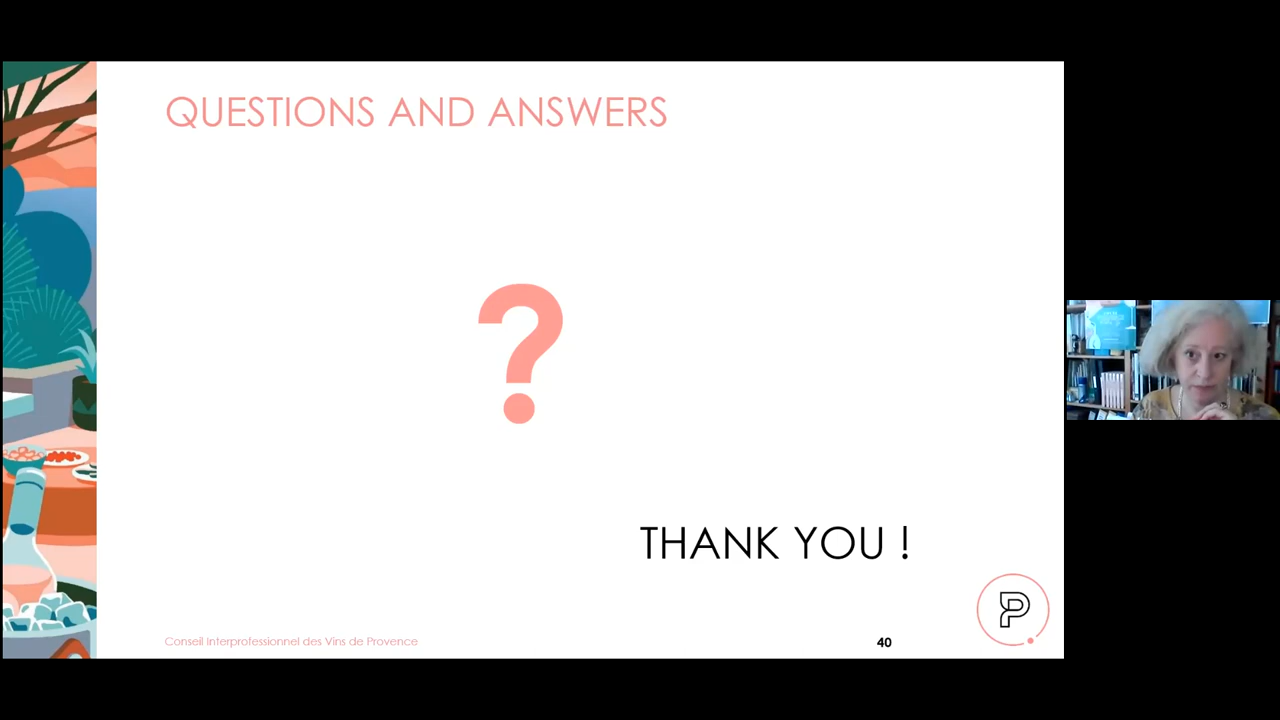 QUESTIONS AND ANSWERS
?
THANK YOU !
P
Conseil Interprofessionnel des Vins de Provence
40